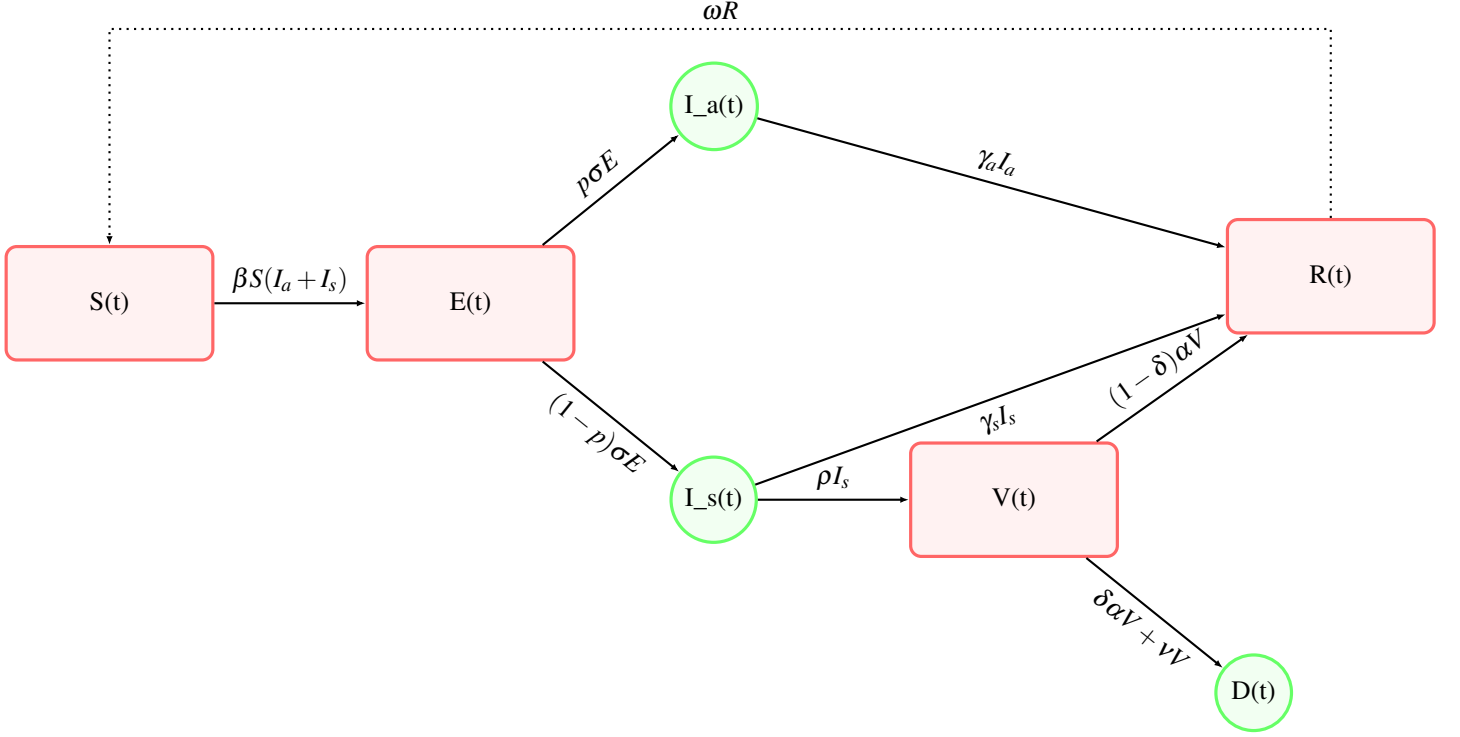 ωR
I_a(t)
pσE
γₐIₐ
S(t)
βS(Iₐ + Iₛ)
E(t)
R(t)
(1 − p)σE
γₛIₛ
(1 − δ)αV
I_s(t)
ρIₛ
V(t)
δαV + νV
D(t)